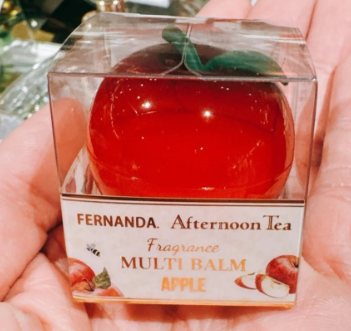 FERNANDA. Afternoon Tea
Fragrance
MULTI BALM
APPLE